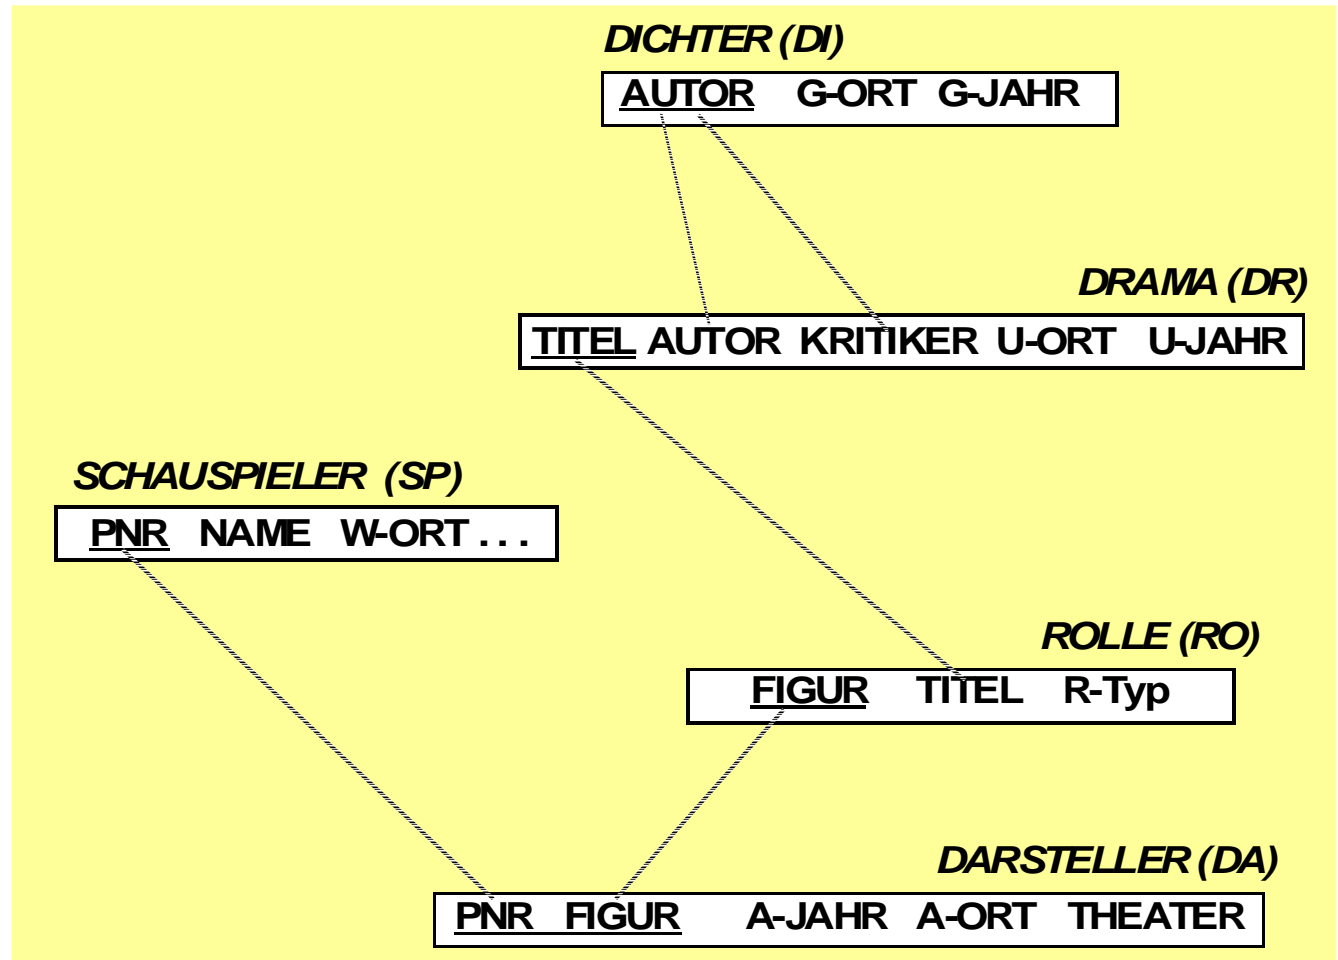 DICHTER (DI)
AUTOR G-ORT G-JAHR
DRAMA (DR)
TITEL AUTOR KRITIKER U-ORT U-JAHR
SCHAUSPIELER (SP)
PNR NAME W-ORT . . .
ROLLE (RO)
FIGUR TITEL R-Typ
DARSTELLER (DA)
PNR FIGUR A-JAHR A-ORT THEATER